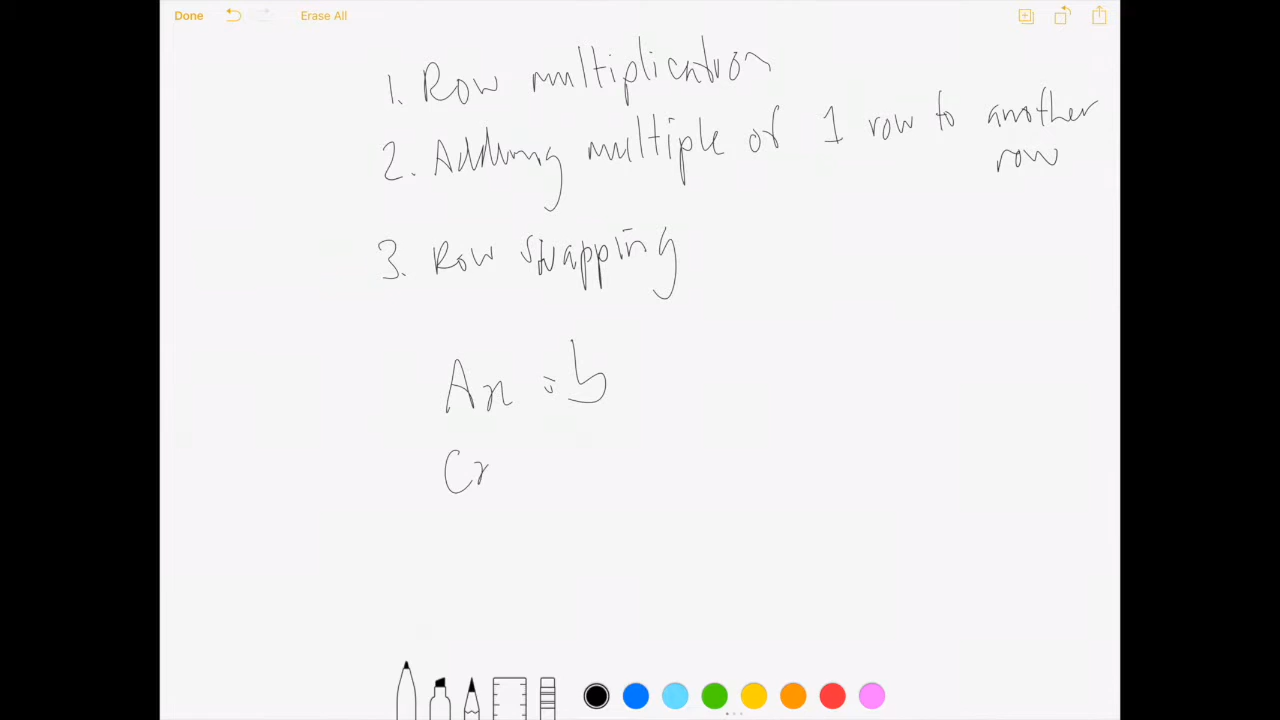 Done Erase All
1. Row multiplication
2. Adding multiple of 1 row to another
row
3. Row swapping
Ax = b
Cx